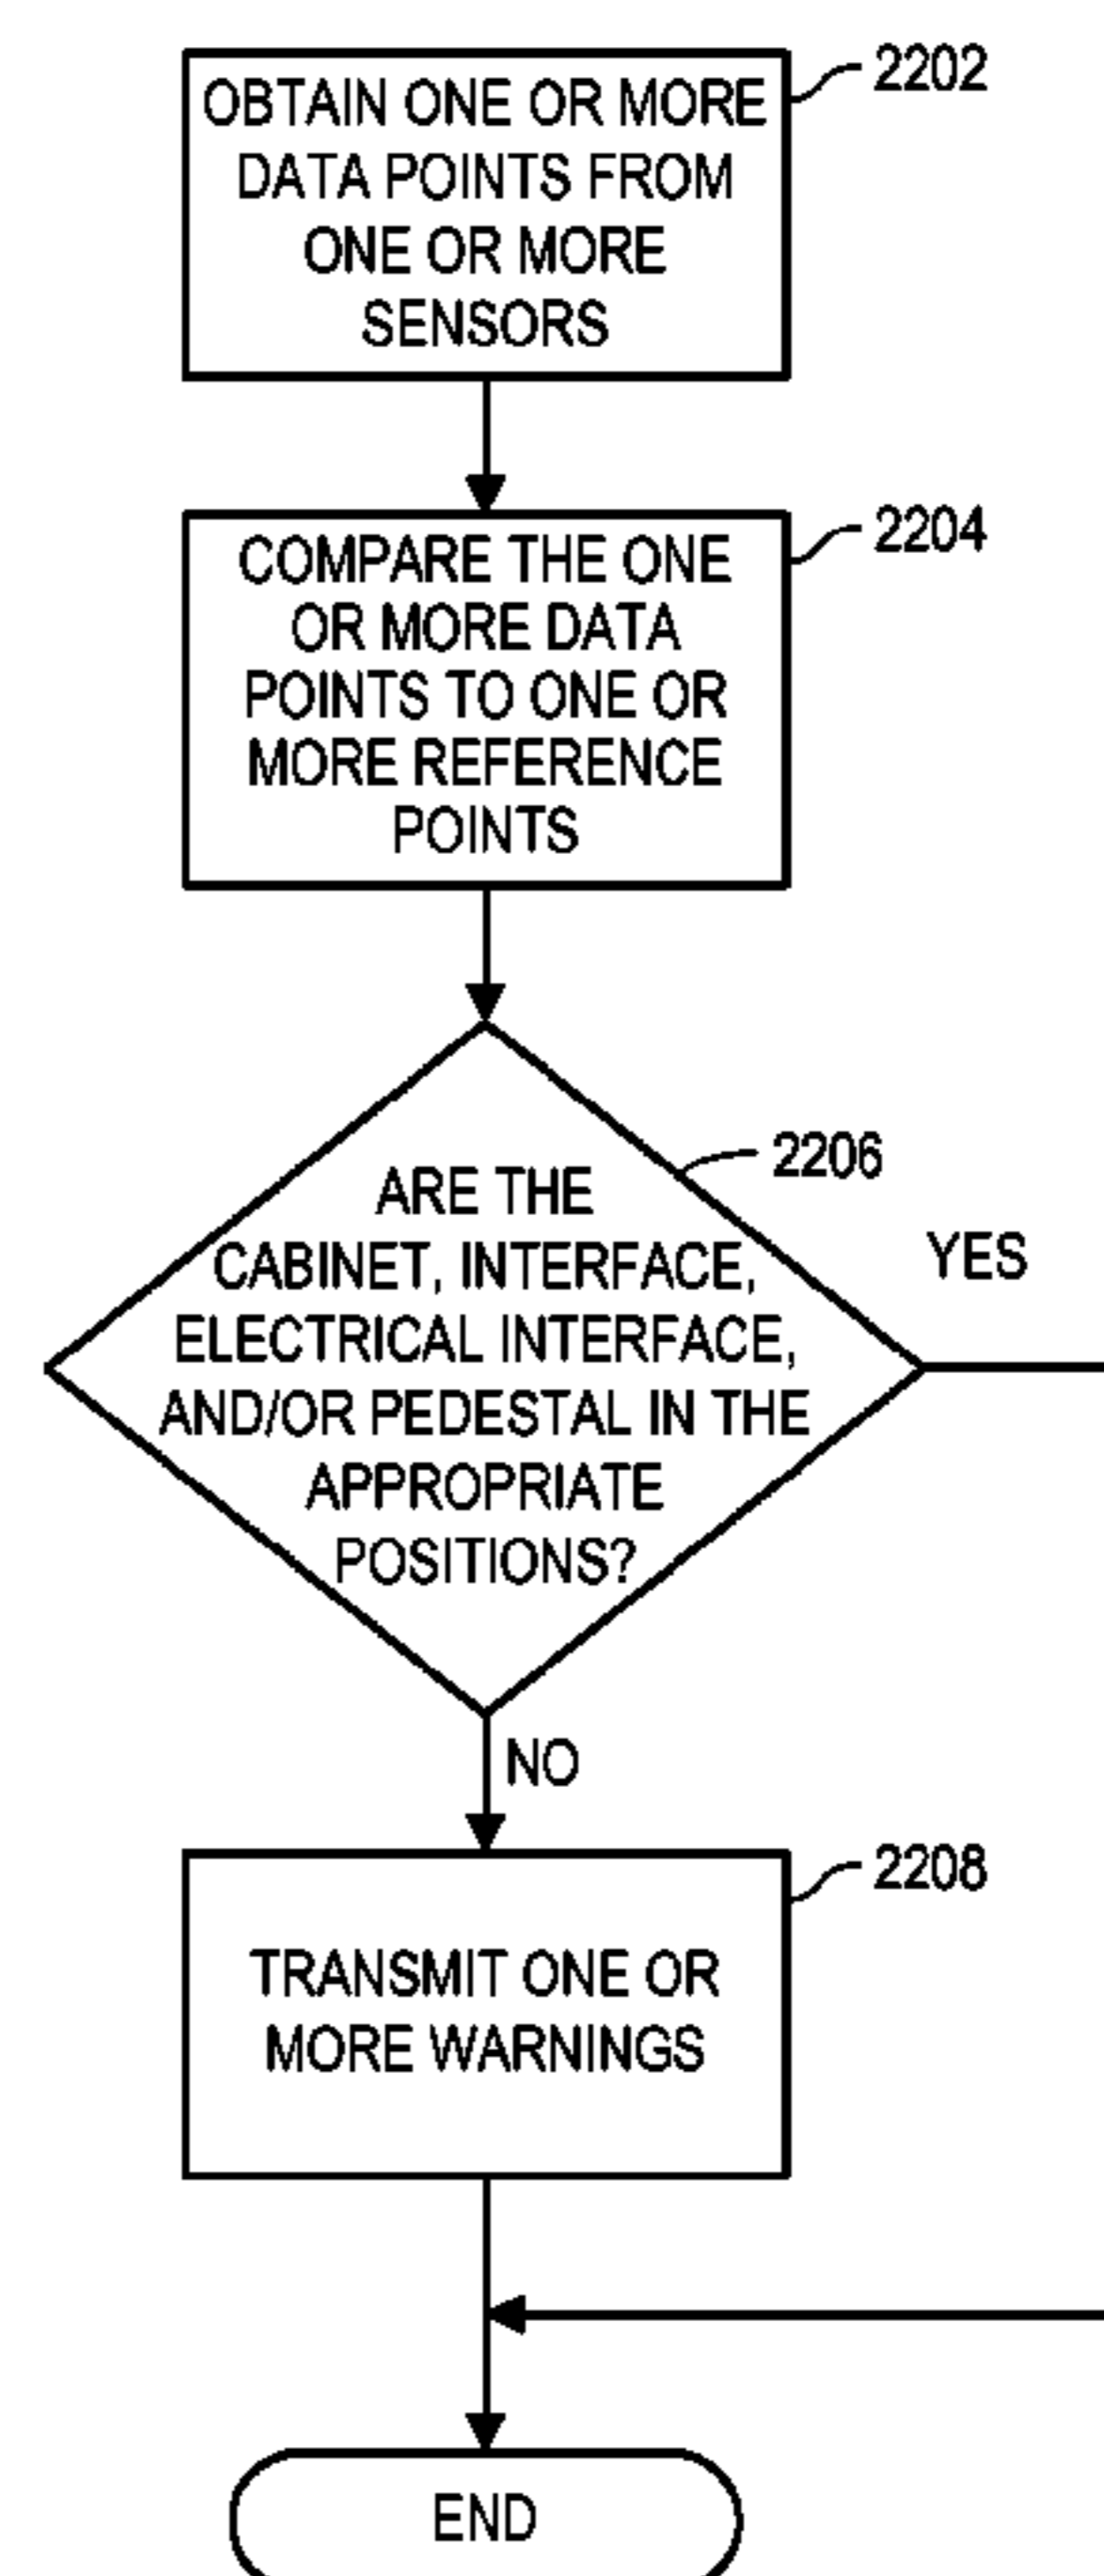 OBTAIN ONE OR MORE
DATA POINTS FROM
ONE OR MORE
SENSORS
2202
COMPARE THE ONE
OR MORE DATA
POINTS TO ONE OR
MORE REFERENCE
POINTS
2204
ARE THE
CABINET, INTERFACE,
ELECTRICAL INTERFACE,
AND/OR PEDESTAL IN THE
APPROPRIATE
POSITIONS?
2206
YES
NO
TRANSMIT ONE OR
MORE WARNINGS
2208
END